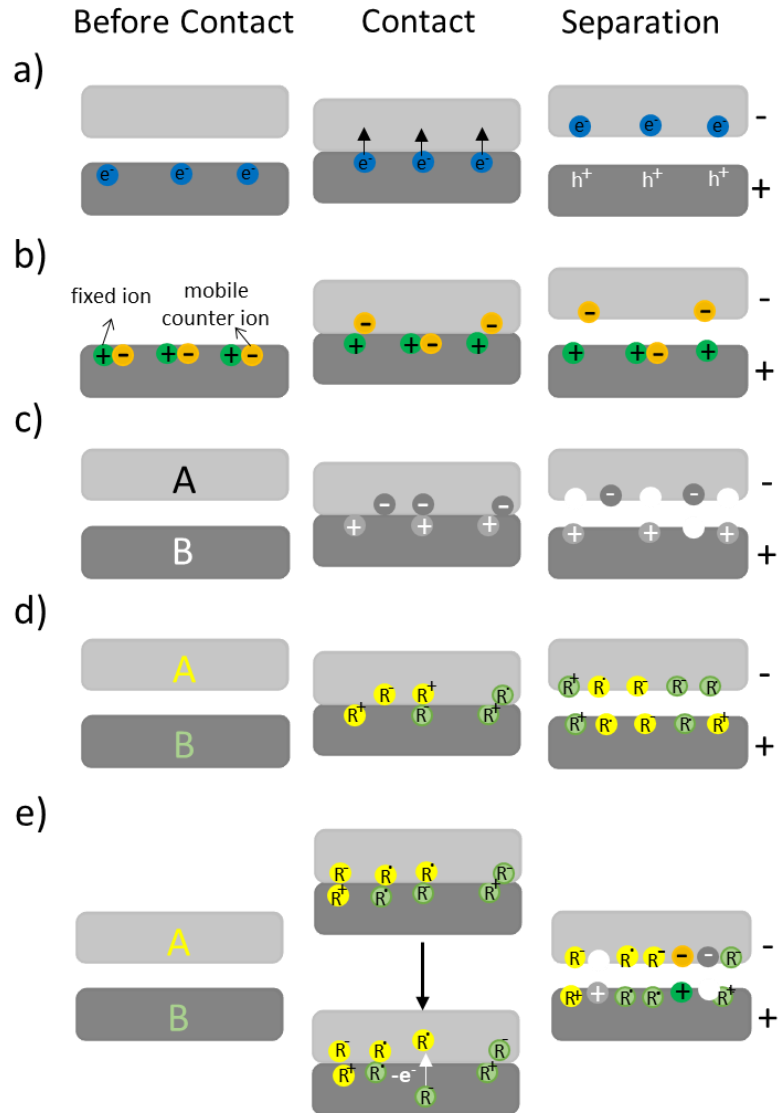 Before Contact Contact Separation
a)
-
e⁻ e⁻ e⁻
e⁻ e⁻ e⁻ e⁻ e⁻ e⁻ h⁺ h⁺ h⁺ +
b)
fixed ion mobile
counter ion
- - - - -
+ - + - + - + + - + + + - + +
c)
A - - - - - -
B + + + + + + +
d)
A R⁻ R⁺ R• R⁺ R• R⁻ R⁻ R• -
B R⁺ R⁻ R⁺ R⁺ R• R⁻ R• R⁺ +
e)
R⁻ R• R• R⁻
R⁺ R• R⁻ R⁺
A R⁻ R• R⁻ - - R⁻ -
B R⁺ + R• R• + R⁺ +
R⁻ R• R• R⁻
R⁺ R• -e⁻ R⁺
R⁻